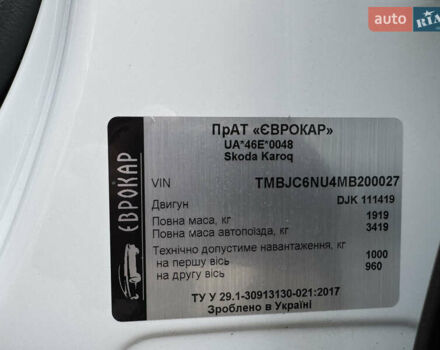 auto RIA
ПрАТ «ЄВРОКАР»
UA*46E*0048
Skoda Karoq
VIN TMBJC6NU4MB200027
Двигун DJK 111419
Повна маса, кг 1919
Повна маса автопоїзда, кг 3419
Технічно допустиме навантаження, кг
на першу вісь 1000
на другу вісь 960
ТУ У 29.1-30913130-021:2017
Зроблено в Україні
ЄВРОКАР